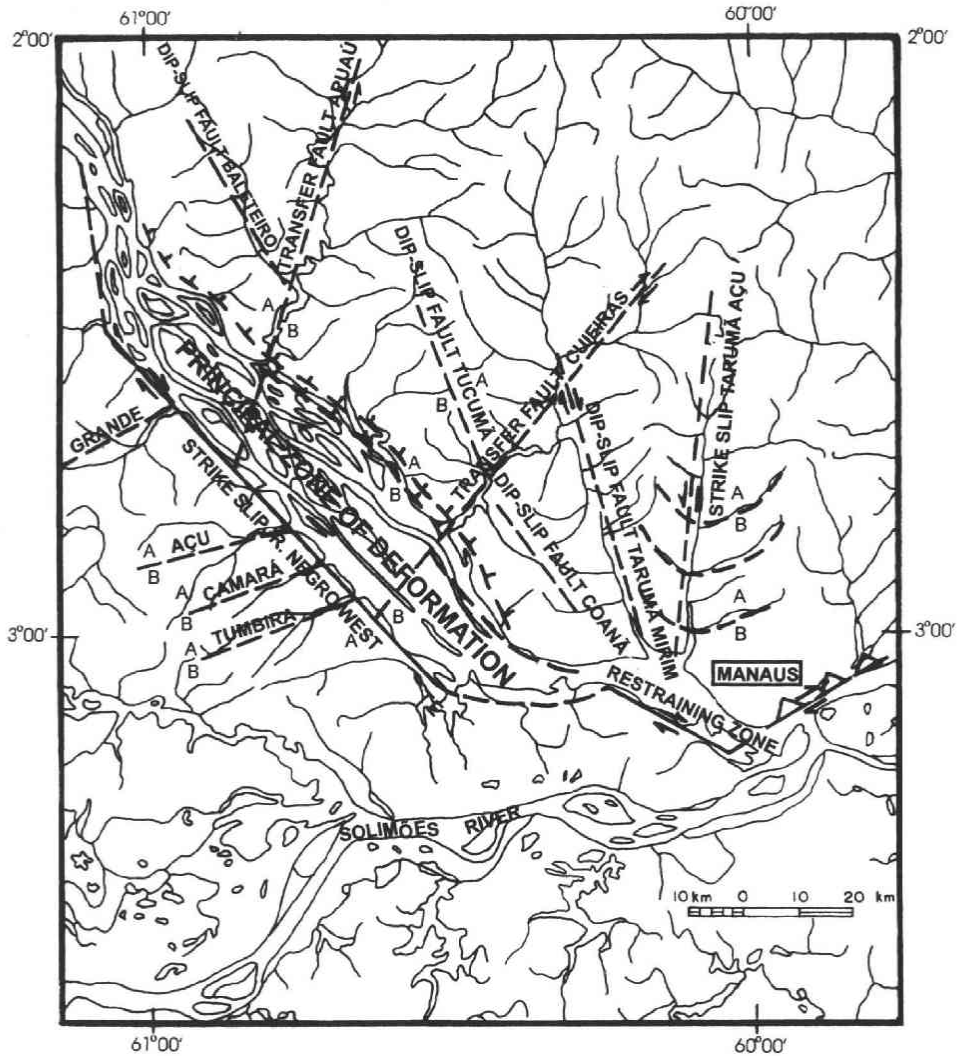 61°00'
60°00'
2°00'
2°00'
DIP-SLIP FAULT BALSTEIRO
TRANSFER FAULT ARUAÚ
DIP-SLIP FAULT TUCUMÃ
TRANSFER FAULT CUIEIRAS
STRIKE SLIP TARUMÃ AÇU
A
B
A
B
PRINCIPAL ZONE OF DEFORMATION
GRANDE
STRIKE SLIP R. NEGRO WEST
A
B
DIP-SLIP FAULT TARUMÃ MIRIM
DIP-SLIP FAULT COANÃ
A
B
A
B
AÇU
A
B
CAMARÁ
A
B
TUMBIRA
A
B
A
B
A
B
3°00'
3°00'
MANAUS
RESTRAINING ZONE
SOLIMÕES RIVER
10 km 0 10 20 km
61°00'
60°00'